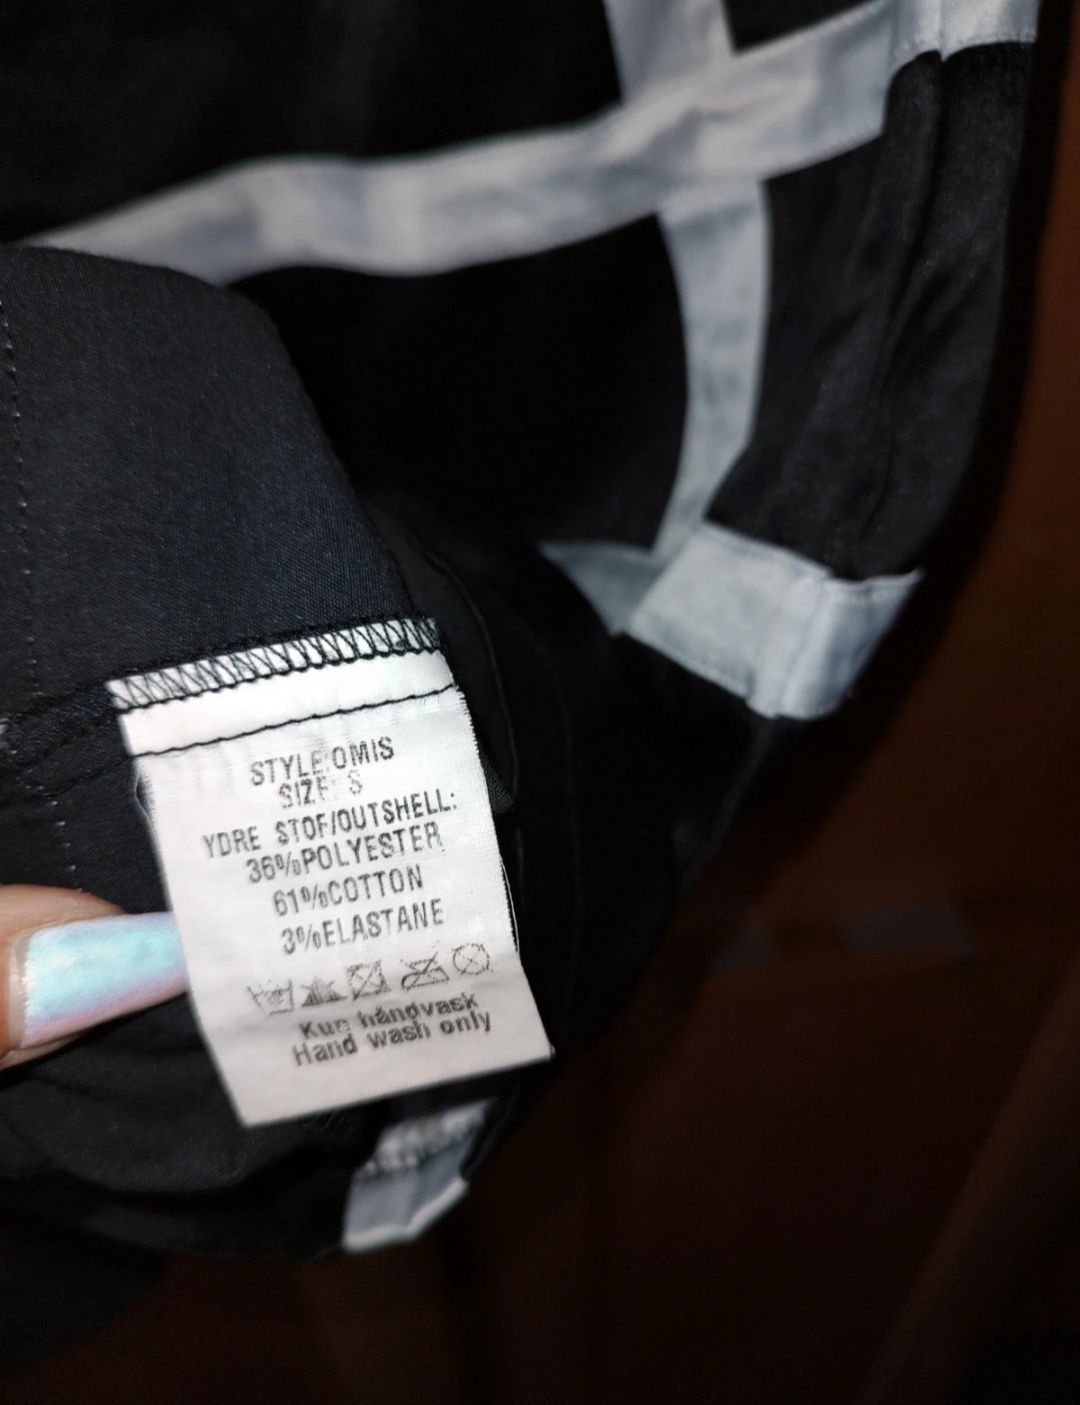 STYLE:OMIS
SIZE: S
YDRE STOF/OUTSHELL:
36%POLYESTER
61%COTTON
3%ELASTANE
Kun håndvask
Hand wash only